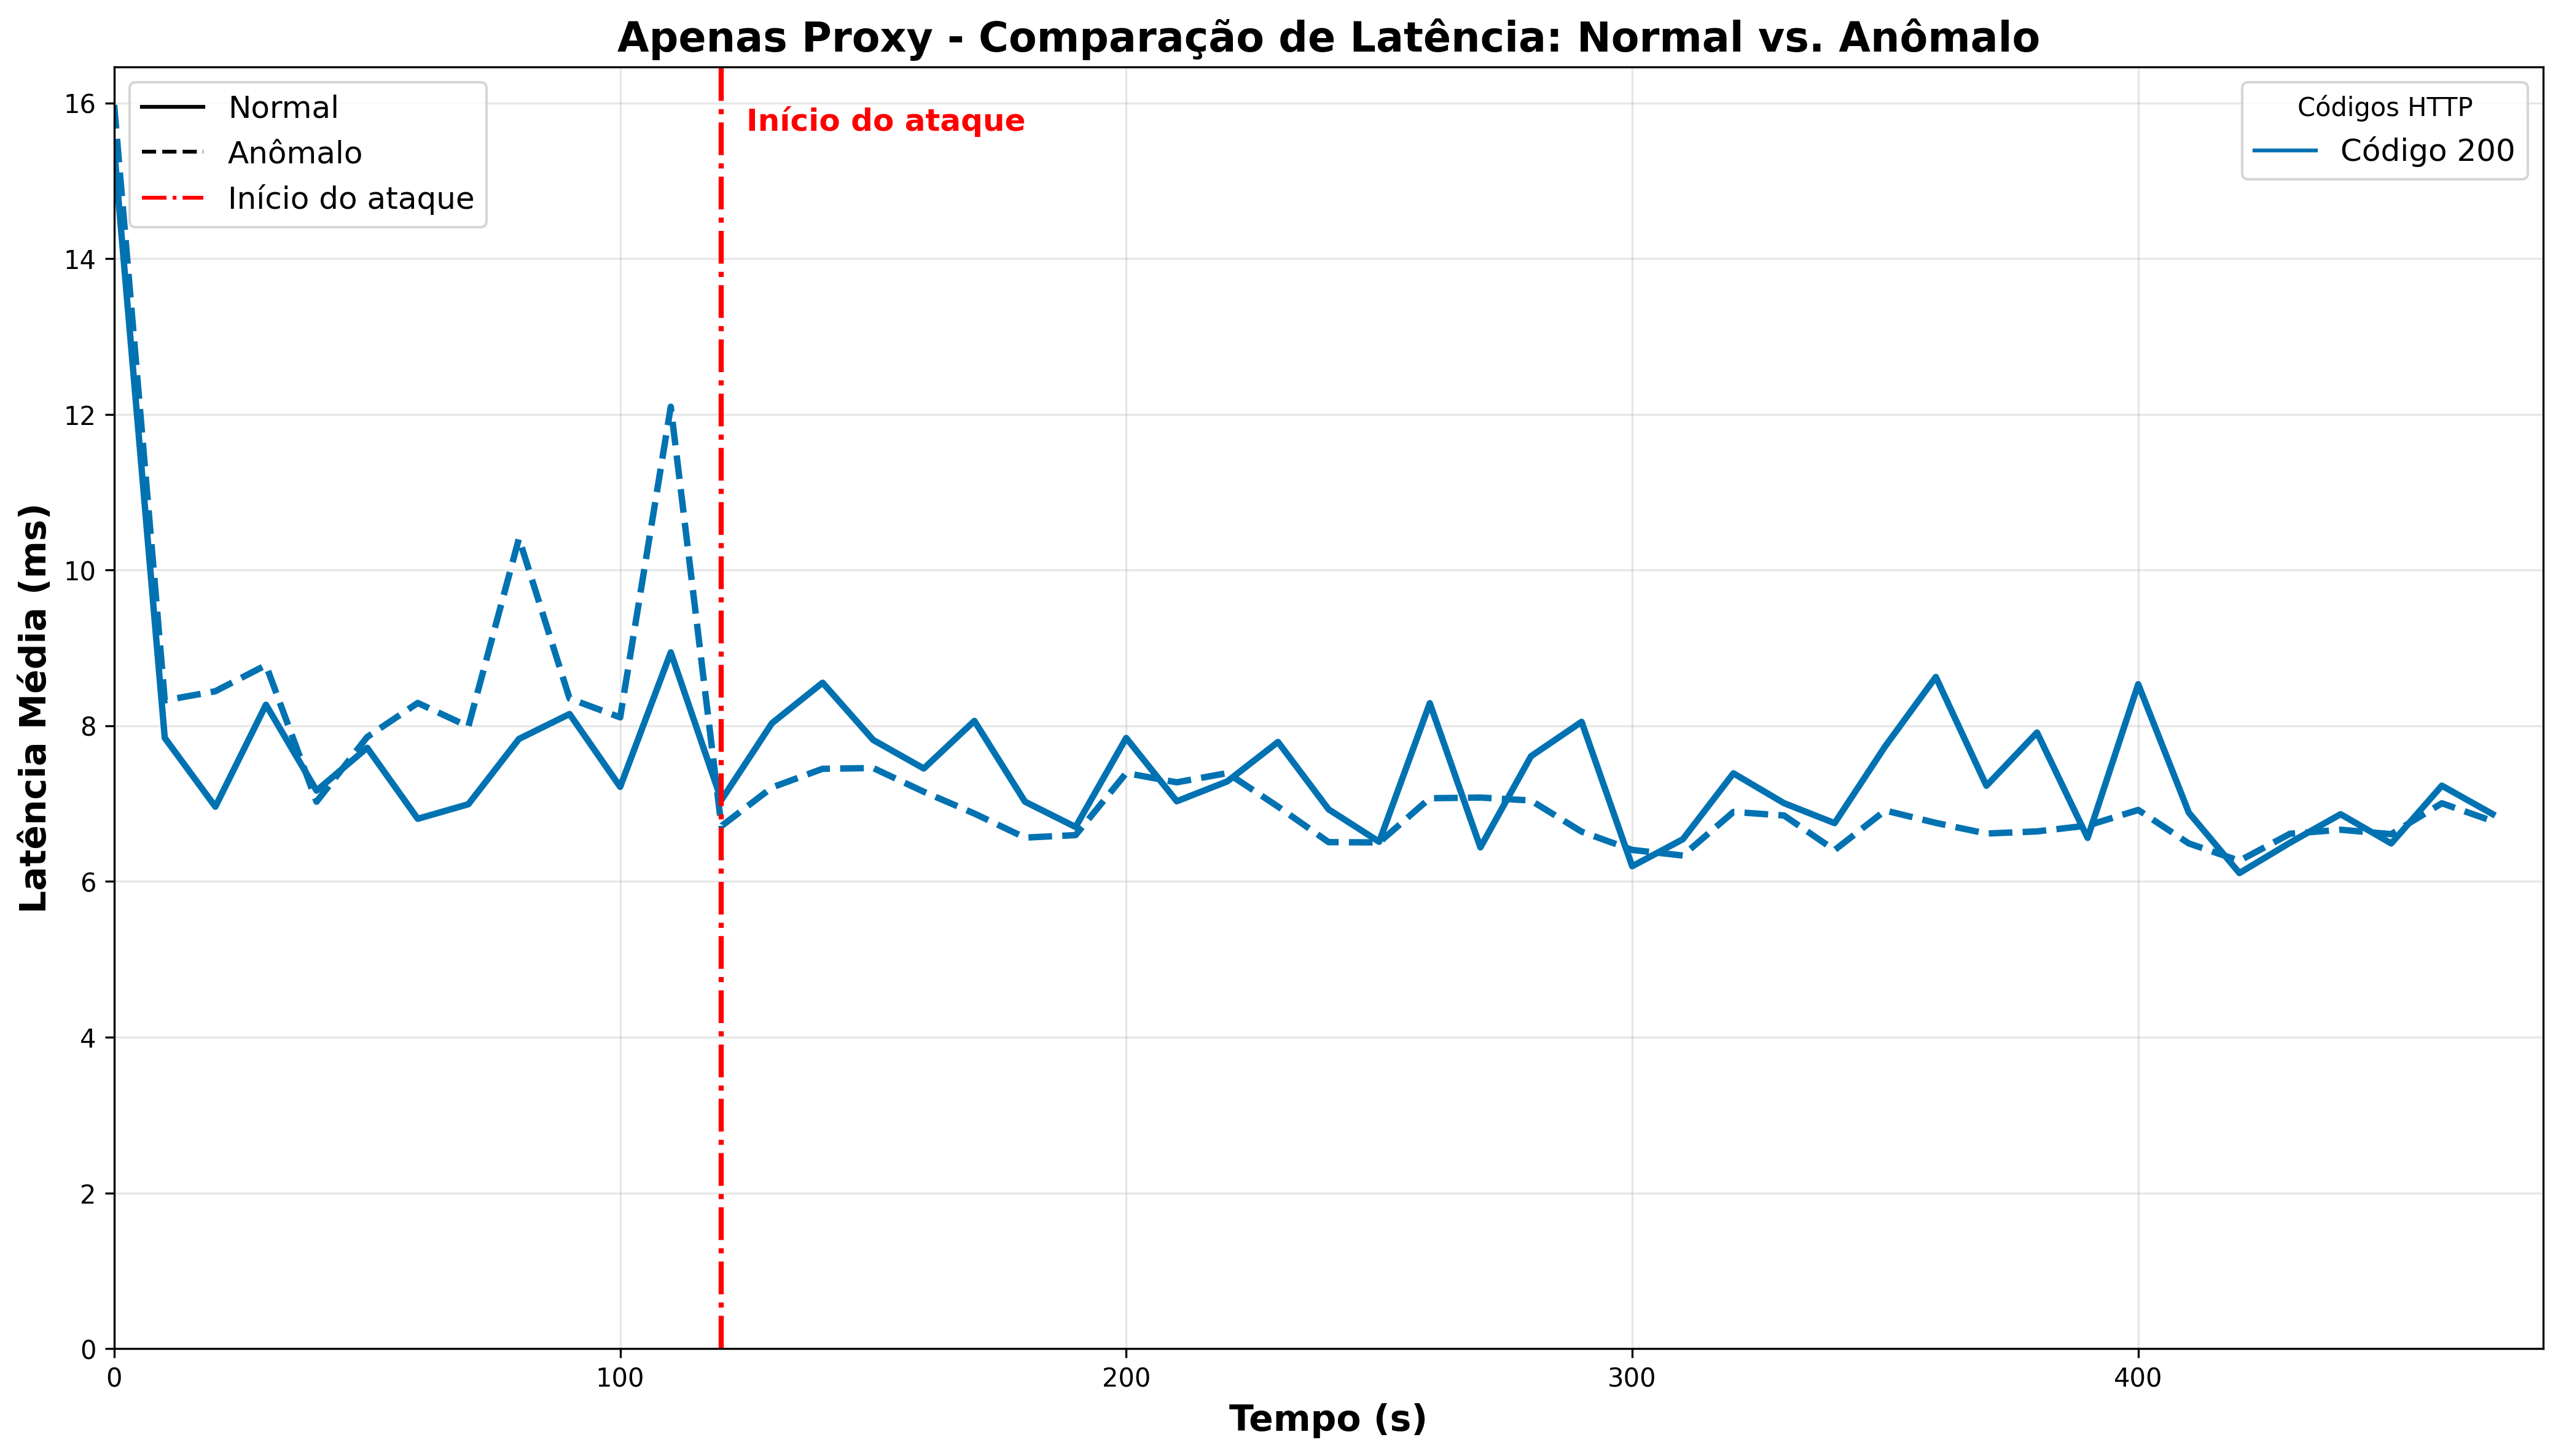 Apenas Proxy - Comparação de Latência: Normal vs. Anômalo
Normal
Anômalo
Início do ataque
Início do ataque
Códigos HTTP
Código 200
Latência Média (ms)
16
14
12
10
8
6
4
2
0
0
100
200
300
400
Tempo (s)